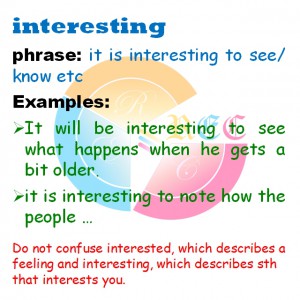 interesting
phrase: it is interesting to see/
know etc
Examples:
➢It will be interesting to see
what happens when he gets a
bit older.
➢it is interesting to note how the
people …
Do not confuse interested, which describes a
feeling and interesting, which describes sth
that interests you.